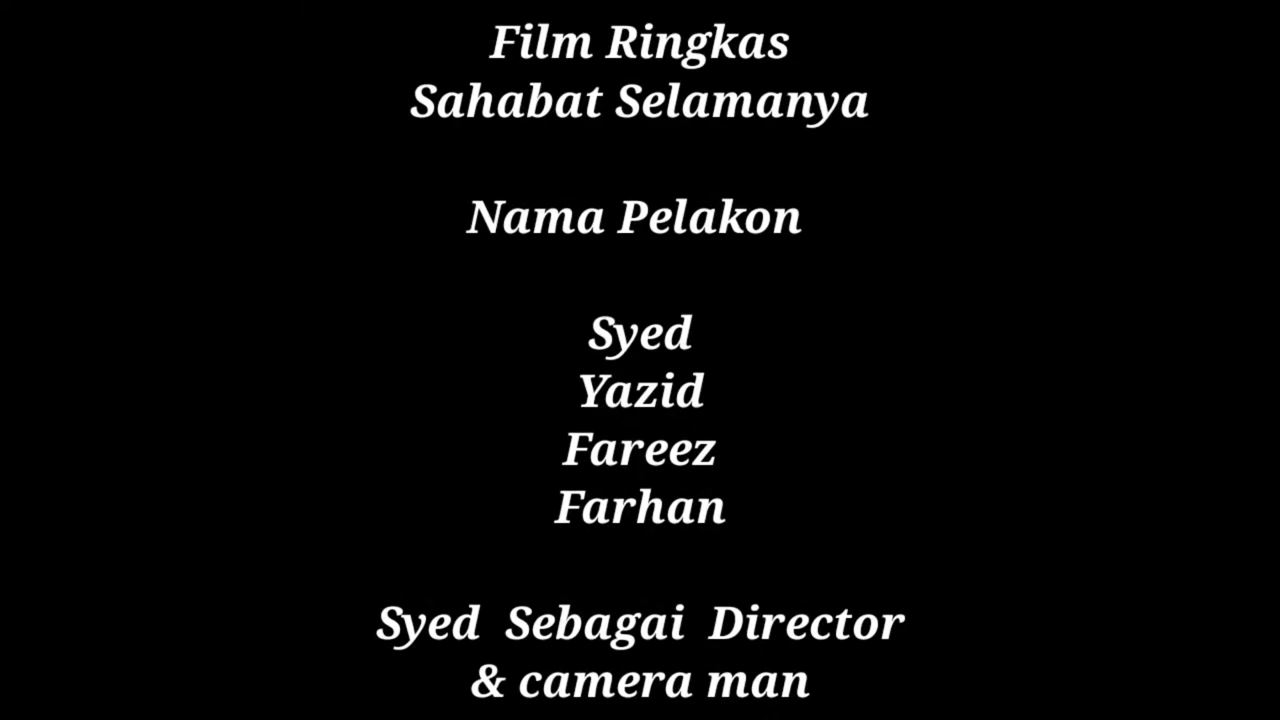 Film Ringkas
Sahabat Selamanya
Nama Pelakon
Syed
Yazid
Fareez
Farhan
Syed Sebagai Director
& camera man